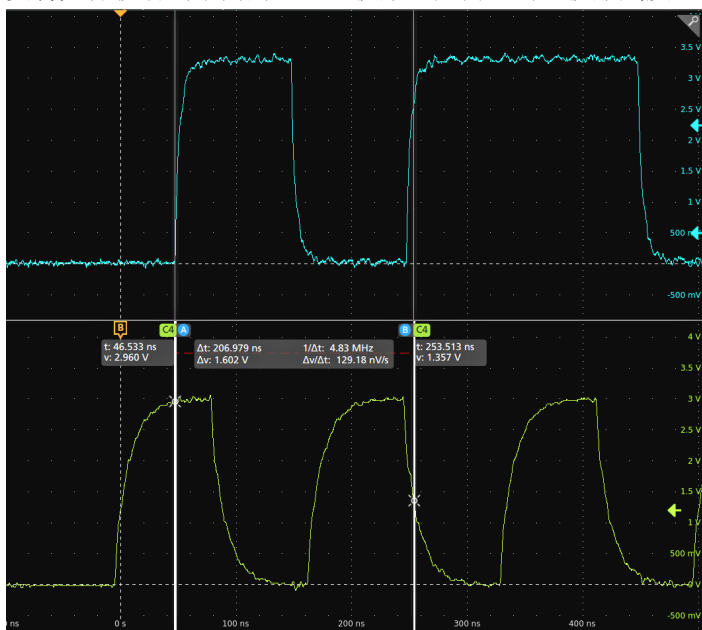 3.5 V
3 V
2.5 V
2 V
1.5 V
1 V
500 m
-500 mV
B
C4 A
B C4
4 V
t: 46.533 ns
v: 2.960 V
Δt: 206.979 ns 1/Δt: 4.83 MHz
Δv: 1.602 V Δv/Δt: 129.18 nV/s
t: 253.513 ns
v: 1.357 V
3.5 V
3 V
2.5 V
2 V
1.5 V
1 V
500 mV
0 V
-500 mV
ns
0 s
100 ns
200 ns
300 ns
400 ns